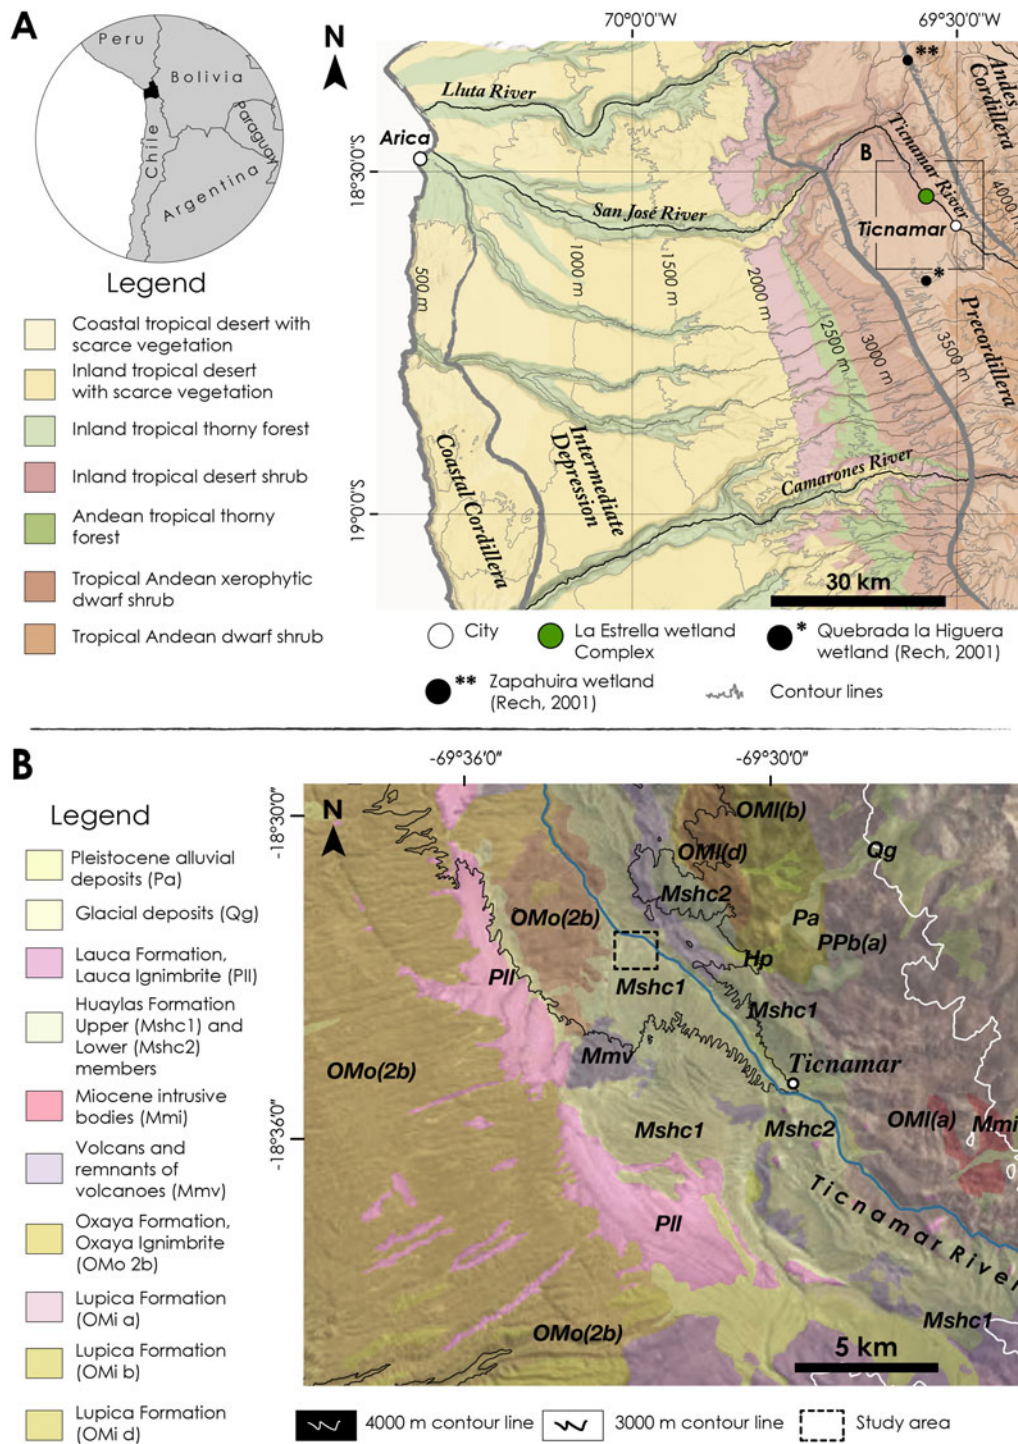 A
Peru
Bolivia
Paraguay
Chile
Argentina
N
70°0'0"W
69°30'0"W
18°30'0"S
19°0'0"S
Lluta River
Arica
San José River
Ticnamar River
B
Ticnamar
**
*
Andes Cordillera
4000 m
Precordillera
500 m
1000 m
1500 m
2000 m
2500 m
3000 m
3500 m
Coastal Cordillera
Intermediate
Depression
Camarones River
30 km
Legend
Coastal tropical desert with
scarce vegetation
Inland tropical desert
with scarce vegetation
Inland tropical thorny forest
Inland tropical desert shrub
Andean tropical thorny
forest
Tropical Andean xerophytic
dwarf shrub
Tropical Andean dwarf shrub
City
La Estrella wetland
Complex
* Quebrada la Higuera
wetland (Rech, 2001)
** Zapahuira wetland
(Rech, 2001)
Contour lines
B
-69°36'0"
-69°30'0"
-18°30'0"
-18°36'0"
N
Legend
Pleistocene alluvial
deposits (Pa)
Glacial deposits (Qg)
Lauca Formation,
Lauca Ignimbrite (Pll)
Huaylas Formation
Upper (Mshc1) and
Lower (Mshc2)
members
Miocene intrusive
bodies (Mmi)
Volcans and
remnants of
volcanoes (Mmv)
Oxaya Formation,
Oxaya Ignimbrite
(OMo 2b)
Lupica Formation
(OMi a)
Lupica Formation
(OMi b)
Lupica Formation
(OMi d)
OMl(b)
OMl(d)
Qg
Mshc2
OMo(2b)
Pa
PPb(a)
Hp
Pll
Mshc1
Mshc1
Mmv
Ticnamar
OMo(2b)
OMl(a)
Mmi
Mshc1
Mshc2
Ticnamar River
Pll
Mshc1
OMo(2b)
5 km
4000 m contour line
3000 m contour line
Study area